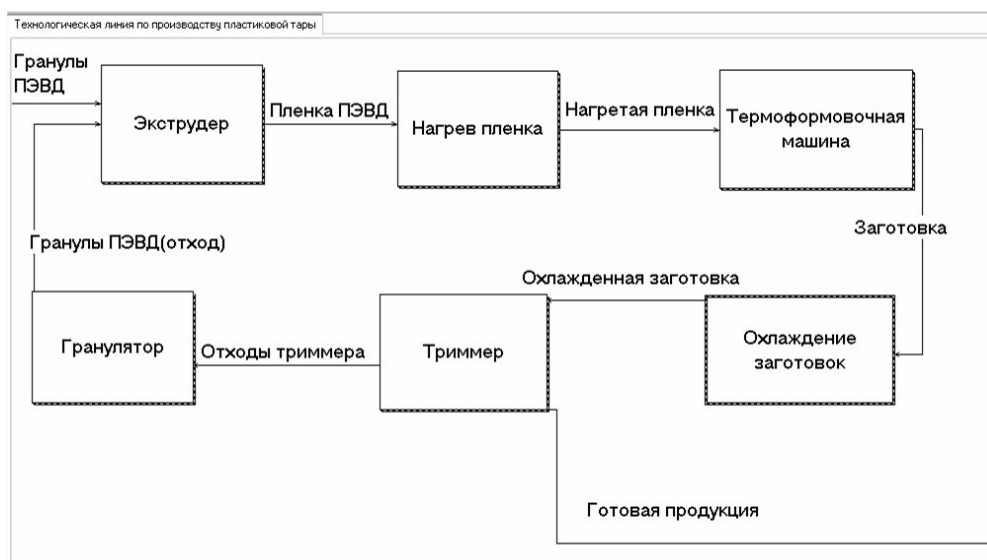 Технологическая линия по производству пластиковой тары
Гранулы
ПЭВД
Экструдер
Пленка ПЭВД
Нагрев пленка
Нагретая пленка
Термоформовочная
машина
Заготовка
Гранулы ПЭВД(отход)
Охлажденная заготовка
Гранулятор
Отходы триммера
Триммер
Охлаждение
заготовок
Готовая продукция